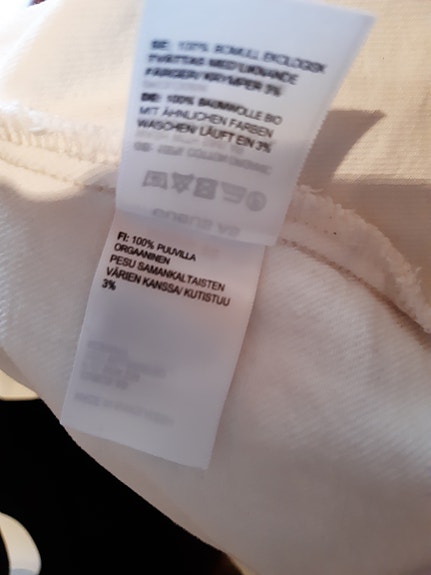 SE: 100% BOMULL EKOLOGISK
TVÄTTAS MED LIKNANDE
FÄRGER/ KRYMPER 3%
DE: 100% BAUMWOLLE BIO
MIT ÄHNLICHEN FARBEN
WASCHEN/ LÄUFT EIN 3%
FI: 100% PUUVILLA
ORGAANINEN
PESU SAMANKALTAISTEN
VÄRIEN KANSSA/ KUTISTUU
3%